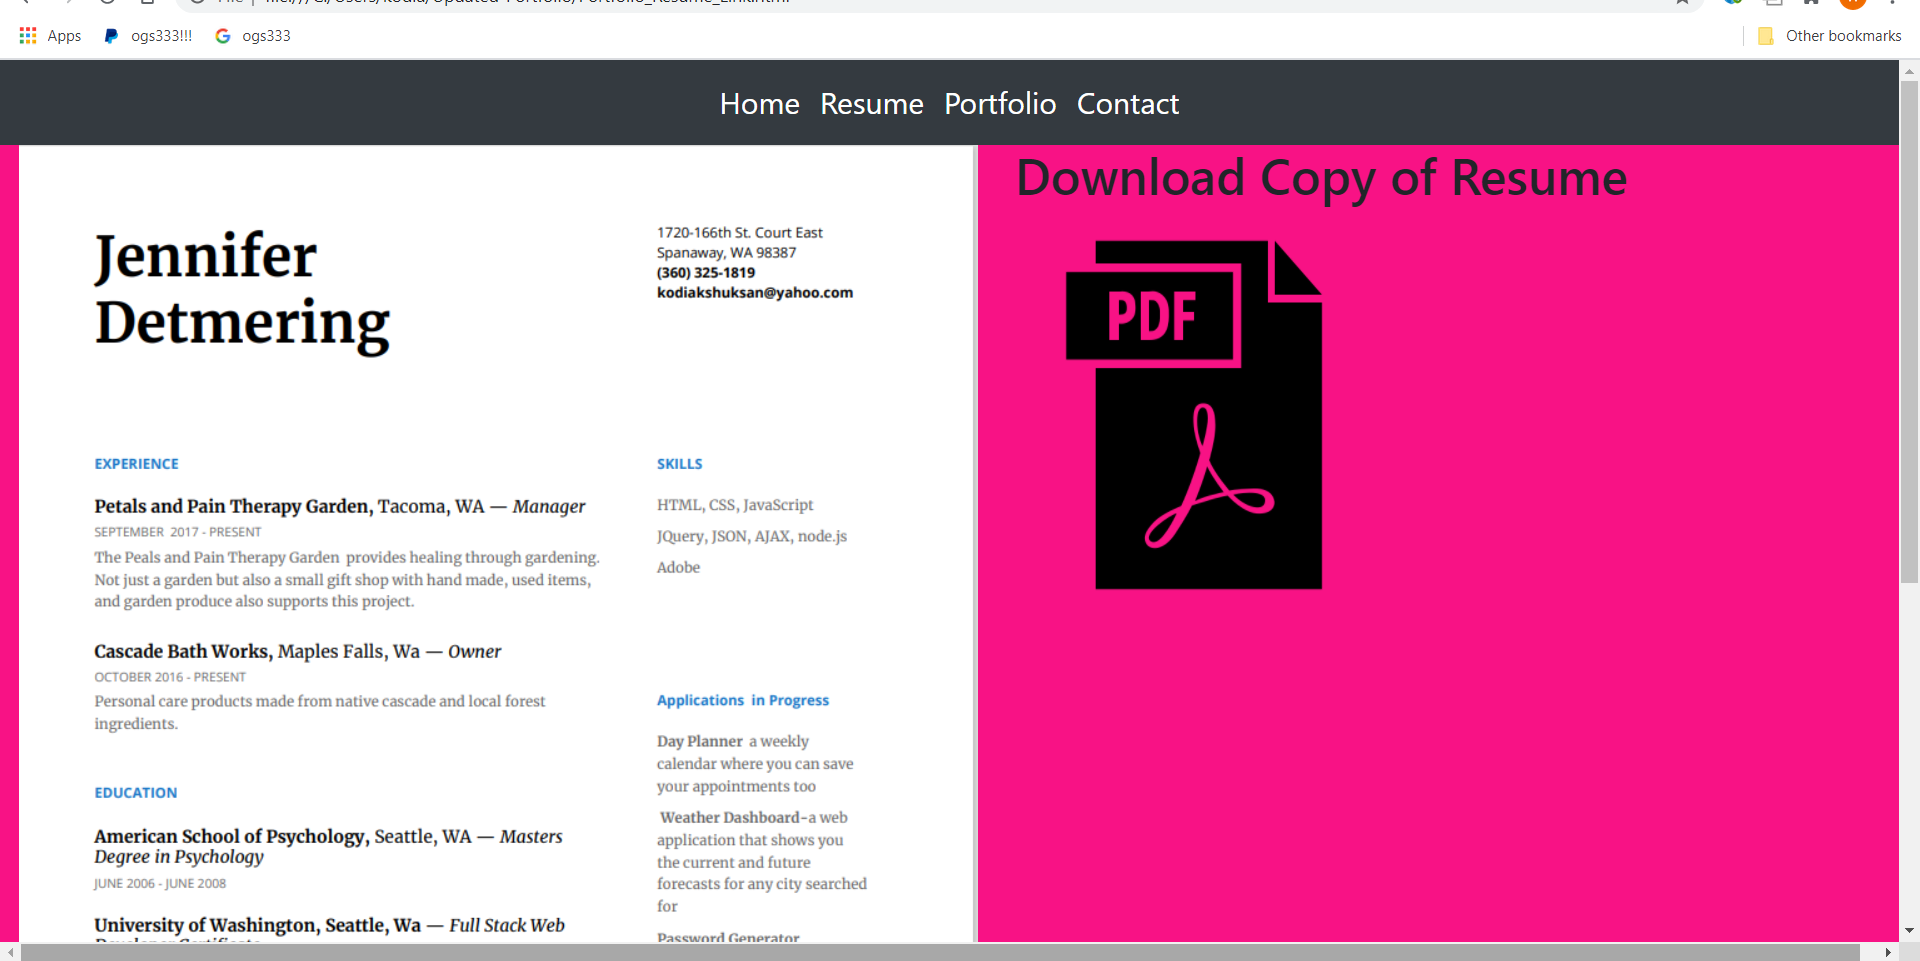 Apps ogs333!!! ogs333 Other bookmarks
Home Resume Portfolio Contact
Jennifer
Detmering
1720-166th St. Court East
Spanaway, WA 98387
(360) 325-1819
kodiakshuksan@yahoo.com
EXPERIENCE
Petals and Pain Therapy Garden, Tacoma, WA — Manager
SEPTEMBER 2017 - PRESENT
The Peals and Pain Therapy Garden provides healing through gardening.
Not just a garden but also a small gift shop with hand made, used items,
and garden produce also supports this project.
Cascade Bath Works, Maples Falls, Wa — Owner
OCTOBER 2016 - PRESENT
Personal care products made from native cascade and local forest
ingredients.
EDUCATION
American School of Psychology, Seattle, WA — Masters
Degree in Psychology
JUNE 2006 - JUNE 2008
University of Washington, Seattle, Wa — Full Stack Web
SKILLS
HTML, CSS, JavaScript
JQuery, JSON, AJAX, node.js
Adobe
Applications in Progress
Day Planner a weekly
calendar where you can save
your appointments too
Weather Dashboard-a web
application that shows you
the current and future
forecasts for any city searched
for
Password Generator
Download Copy of Resume
PDF